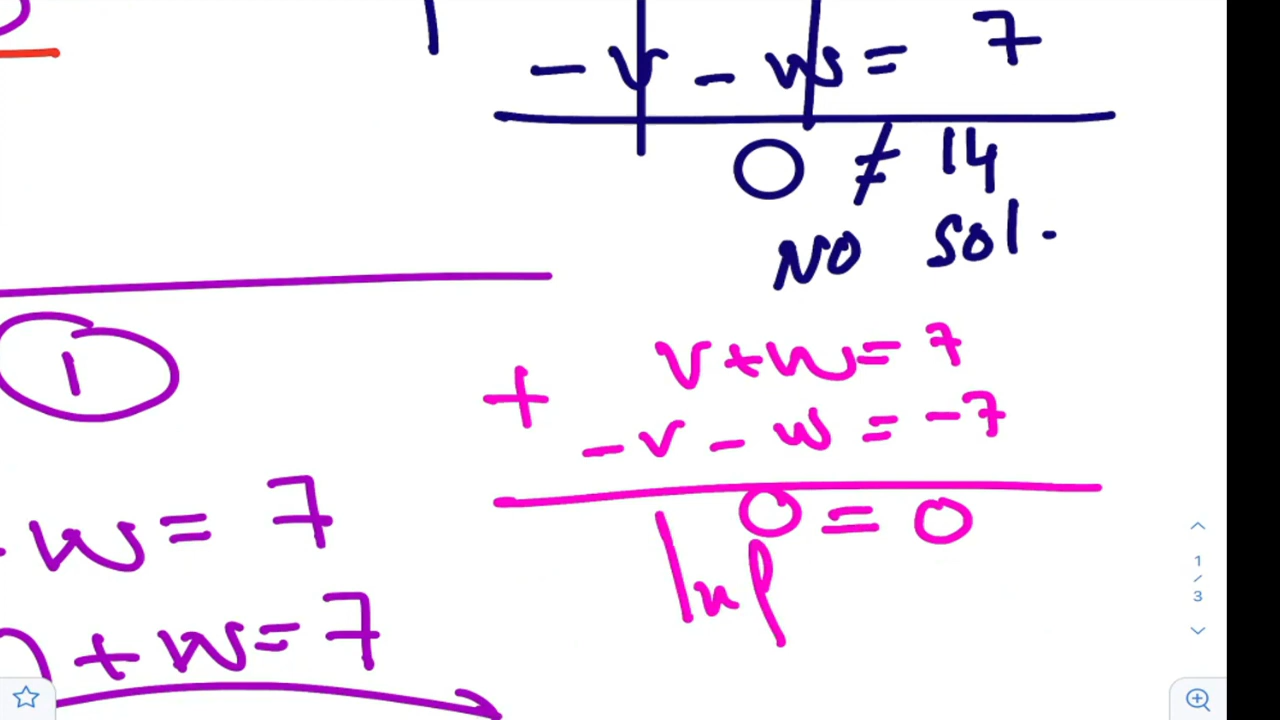 - v - w = 7
0 ≠ 14
NO Sol.
1
v + w = 7
+
- v - w = -7
0 = 0
Inf
w = 7
+ w = 7
1
/
3